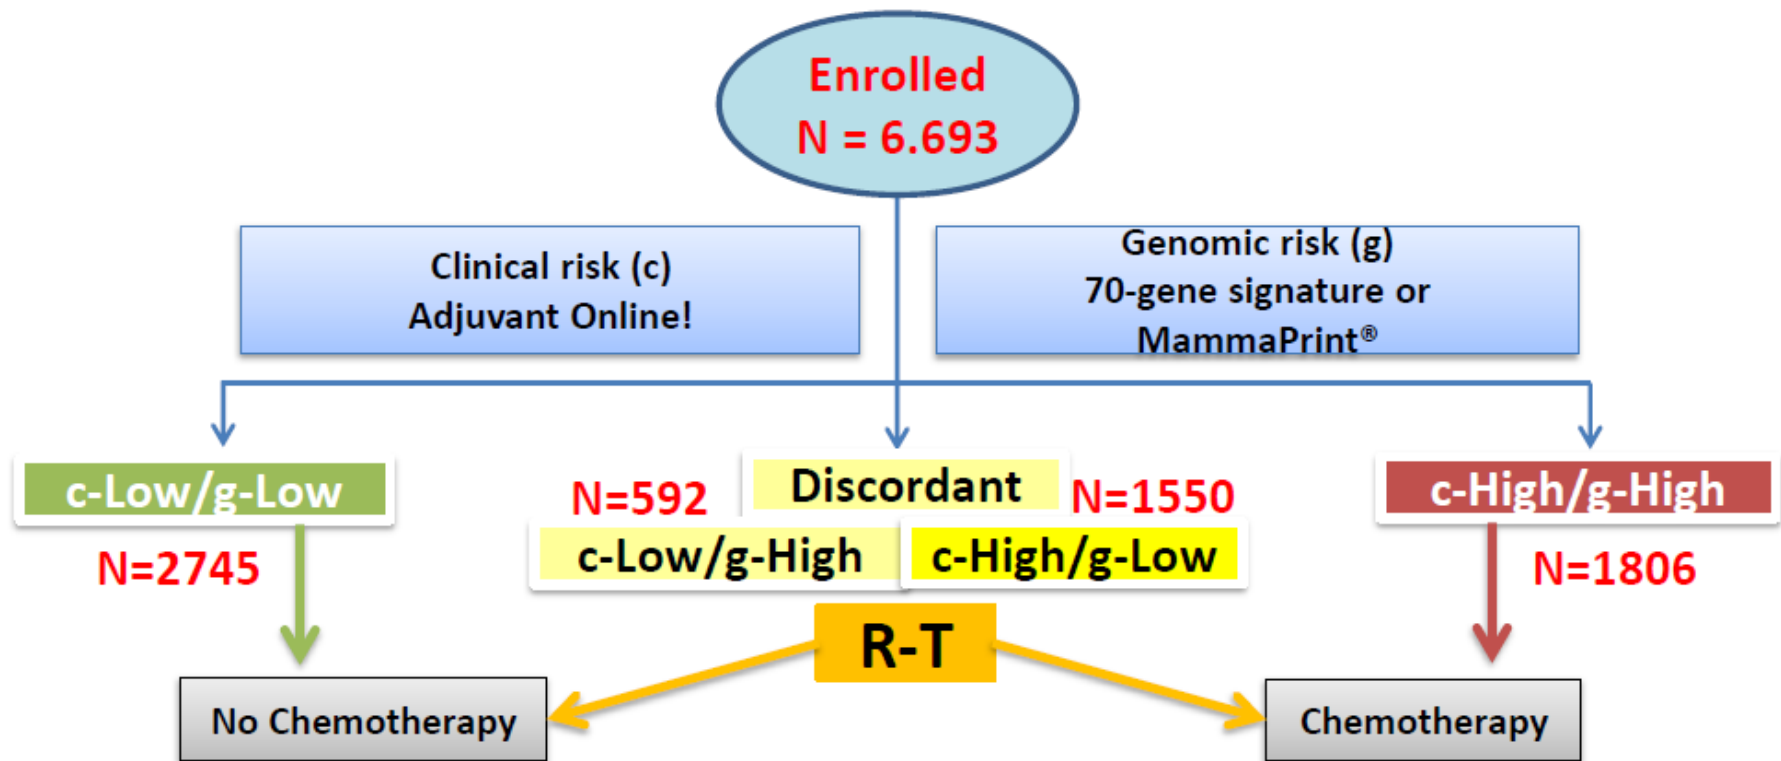 Enrolled
N = 6.693
Clinical risk (c)
Adjuvant Online!
Genomic risk (g)
70-gene signature or
MammaPrint®
c-Low/g-Low
N=2745
N=592
Discordant
N=1550
c-Low/g-High
c-High/g-Low
c-High/g-High
N=1806
R-T
No Chemotherapy
Chemotherapy